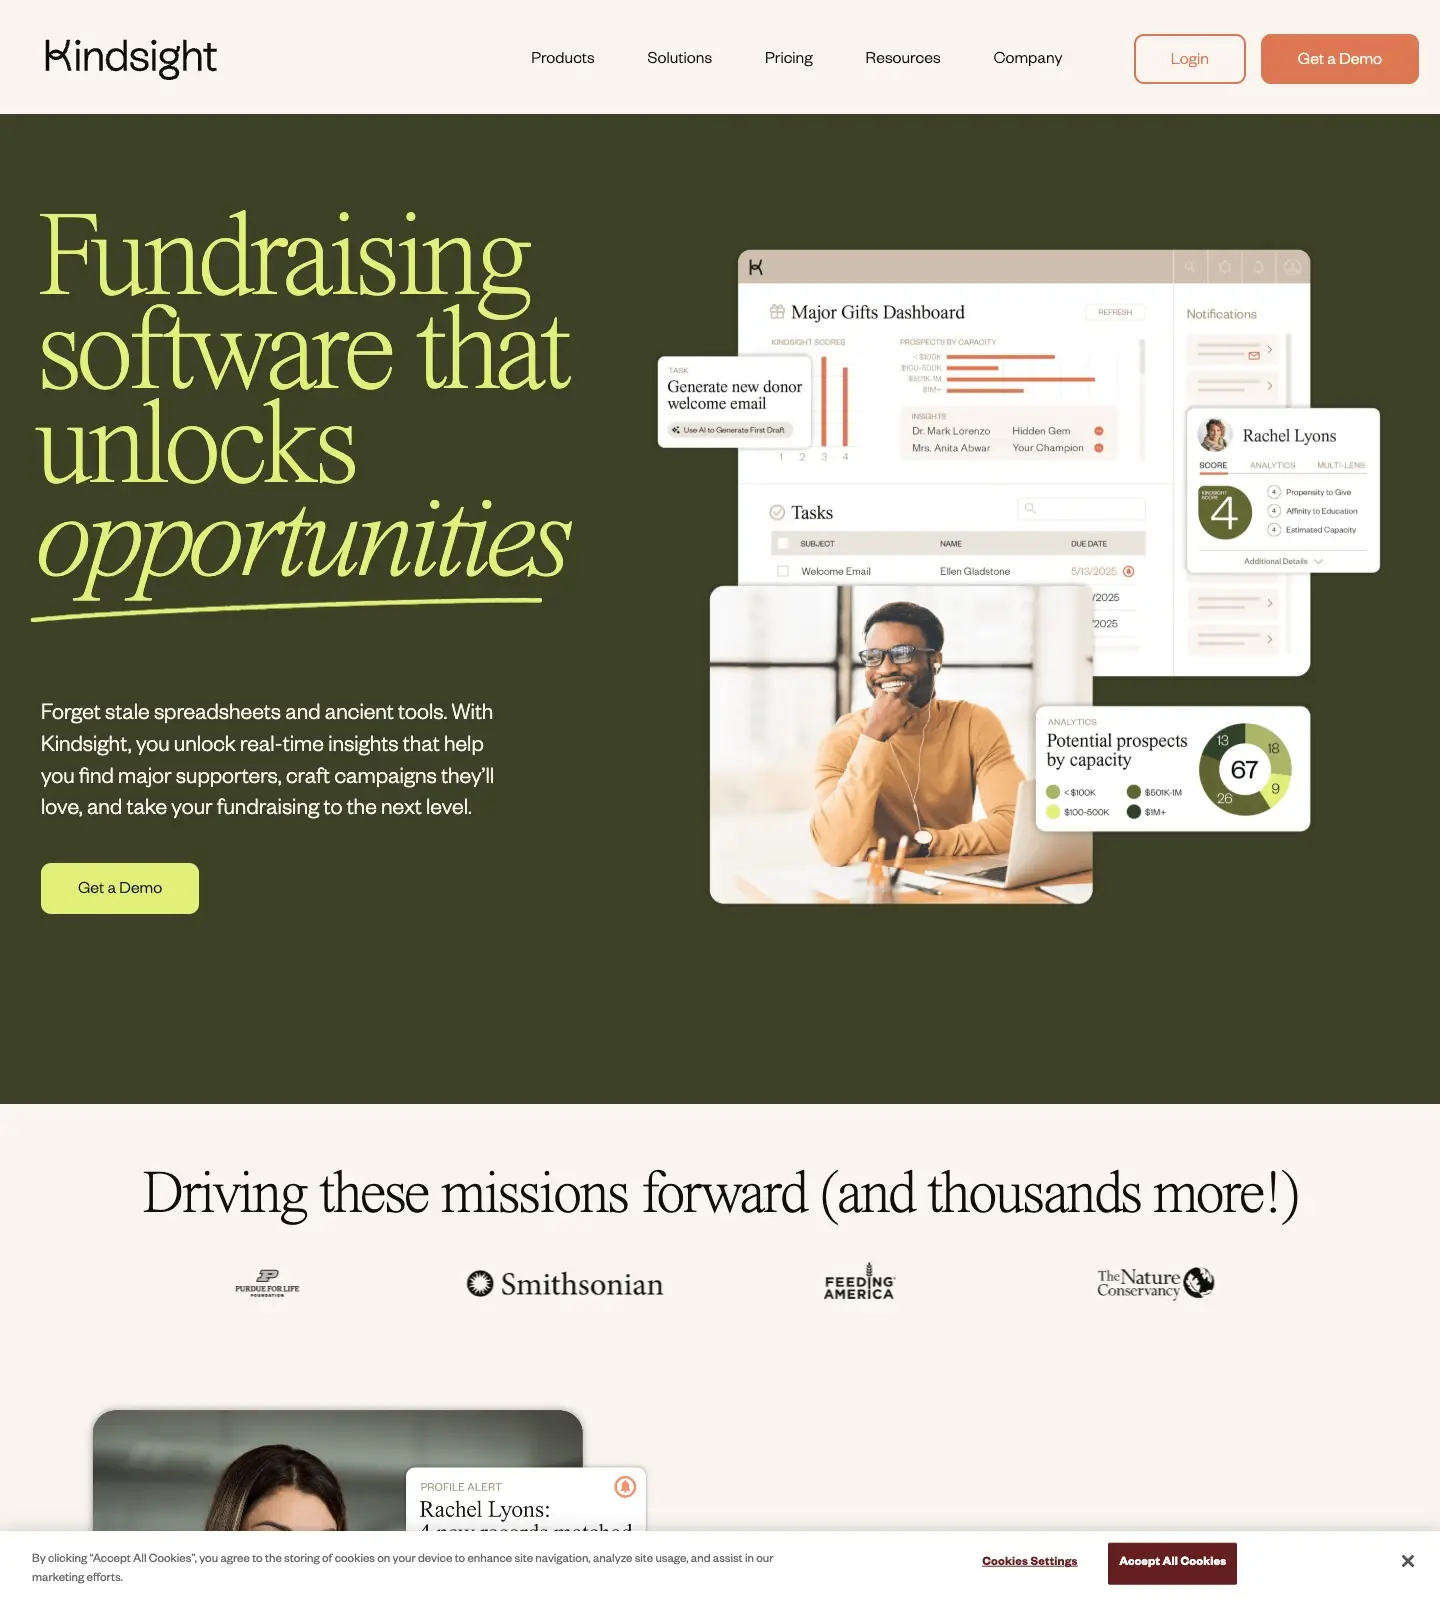 Kindsight
Products
Solutions
Pricing
Resources
Company
Login
Get a Demo
Fundraising
software that
unlocks
opportunities
Forget stale spreadsheets and ancient tools. With
Kindsight, you unlock real-time insights that help
you find major supporters, craft campaigns they’ll
love, and take your fundraising to the next level.
Get a Demo
Major Gifts Dashboard
REFRESH
KINDSIGHT SCORES
1 2 3 4
PROSPECTS BY CAPACITY
< $100K
$100-500K
$501K-1M
$1M+
INSIGHTS
Dr. Mark Lorenzo Hidden Gem
Mrs. Anita Abwar Your Champion
TASK
Generate new donor
welcome email
Use AI to Generate First Draft
Notifications
Rachel Lyons
SCORE ANALYTICS MULTI-LENS
KINDSIGHT
SCORE
4
4 Propensity to Give
4 Affinity to Education
4 Estimated Capacity
Additional Details
Tasks
SUBJECT NAME DUE DATE
Welcome Email Ellen Gladstone 5/13/2025
/2025
/2025
ANALYTICS
Potential prospects
by capacity
< $100K
$501K-1M
$100-500K
$1M+
13
18
67
9
26
Driving these missions forward (and thousands more!)
P
PURDUE FOR LIFE
FOUNDATION
Smithsonian
FEEDING
AMERICA
The Nature
Conservancy
PROFILE ALERT
Rachel Lyons:
4 new records matched
By clicking “Accept All Cookies”, you agree to the storing of cookies on your device to enhance site navigation, analyze site usage, and assist in our
marketing efforts.
Cookies Settings
Accept All Cookies